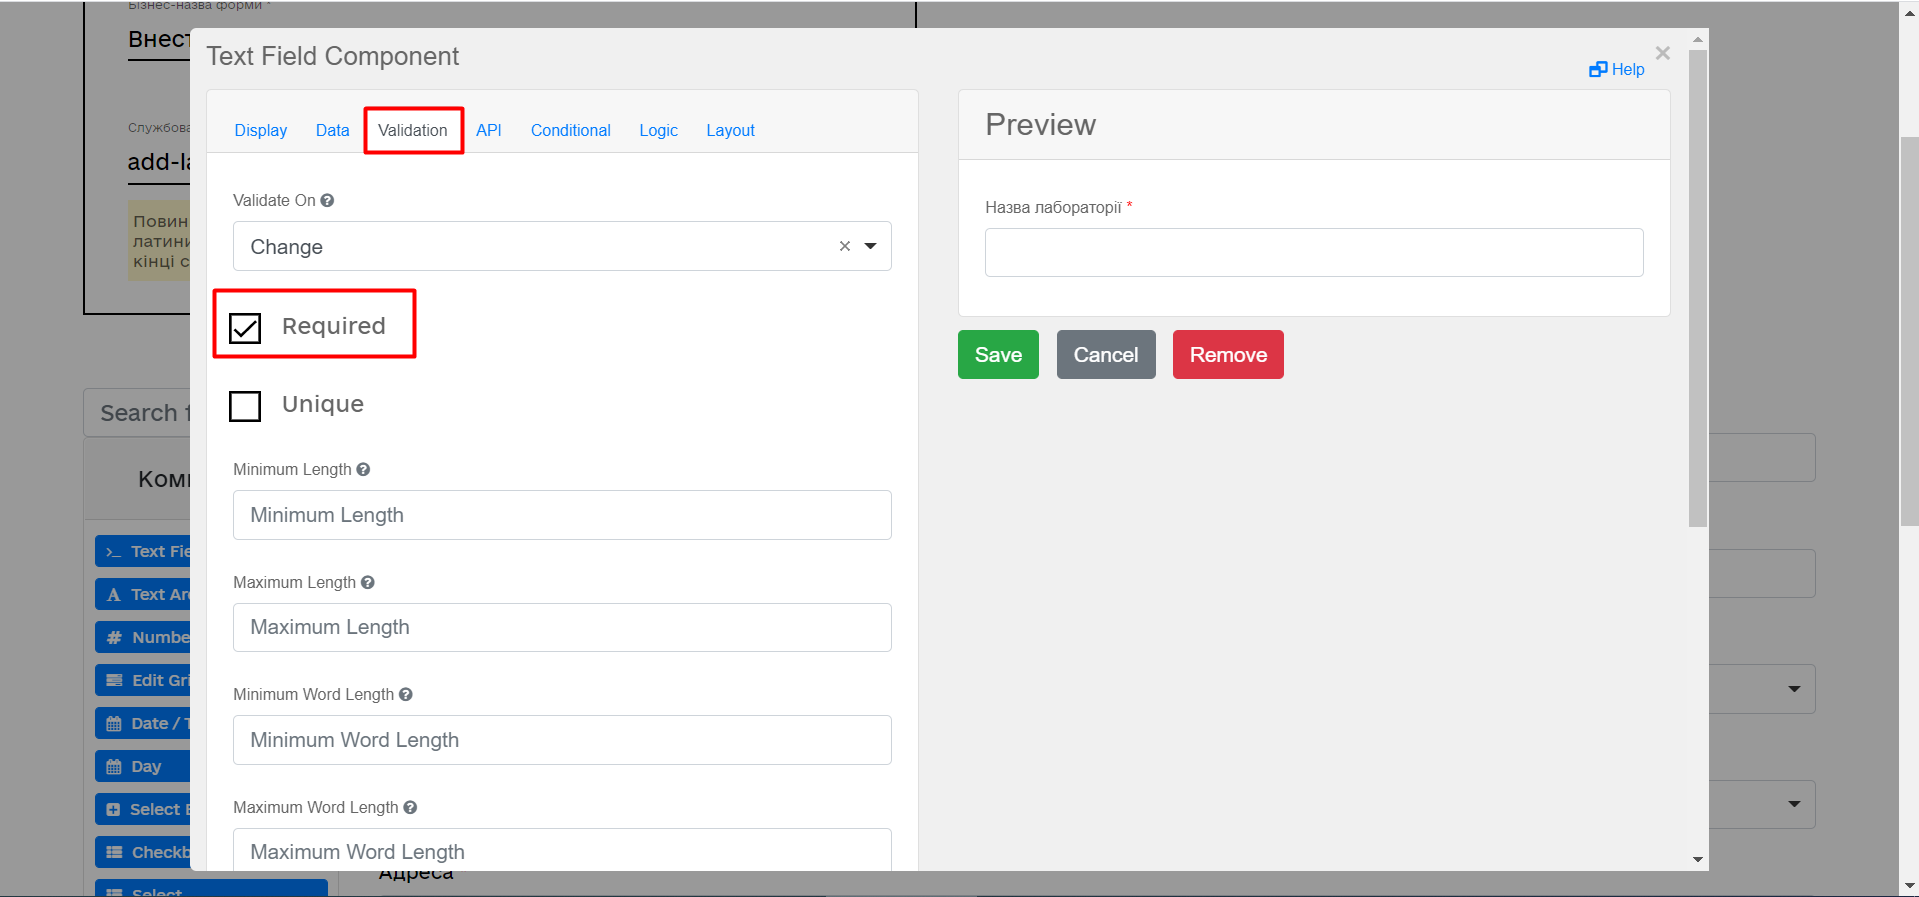 Бізнес-назва форми *
Внест
Службова
add-la
Повин
латини
кінці с
Search f
>_ Text Fie
A Text Are
# Numbe
Edit Gri
Date / T
Day
Select B
Checkb
Select
Text Field Component
Help
×
Display Data Validation API Conditional Logic Layout
Validate On
Change ×
Required
Unique
Minimum Length
Minimum Length
Maximum Length
Maximum Length
Minimum Word Length
Minimum Word Length
Maximum Word Length
Maximum Word Length
Preview
Назва лабораторії *
Save Cancel Remove
Адреса